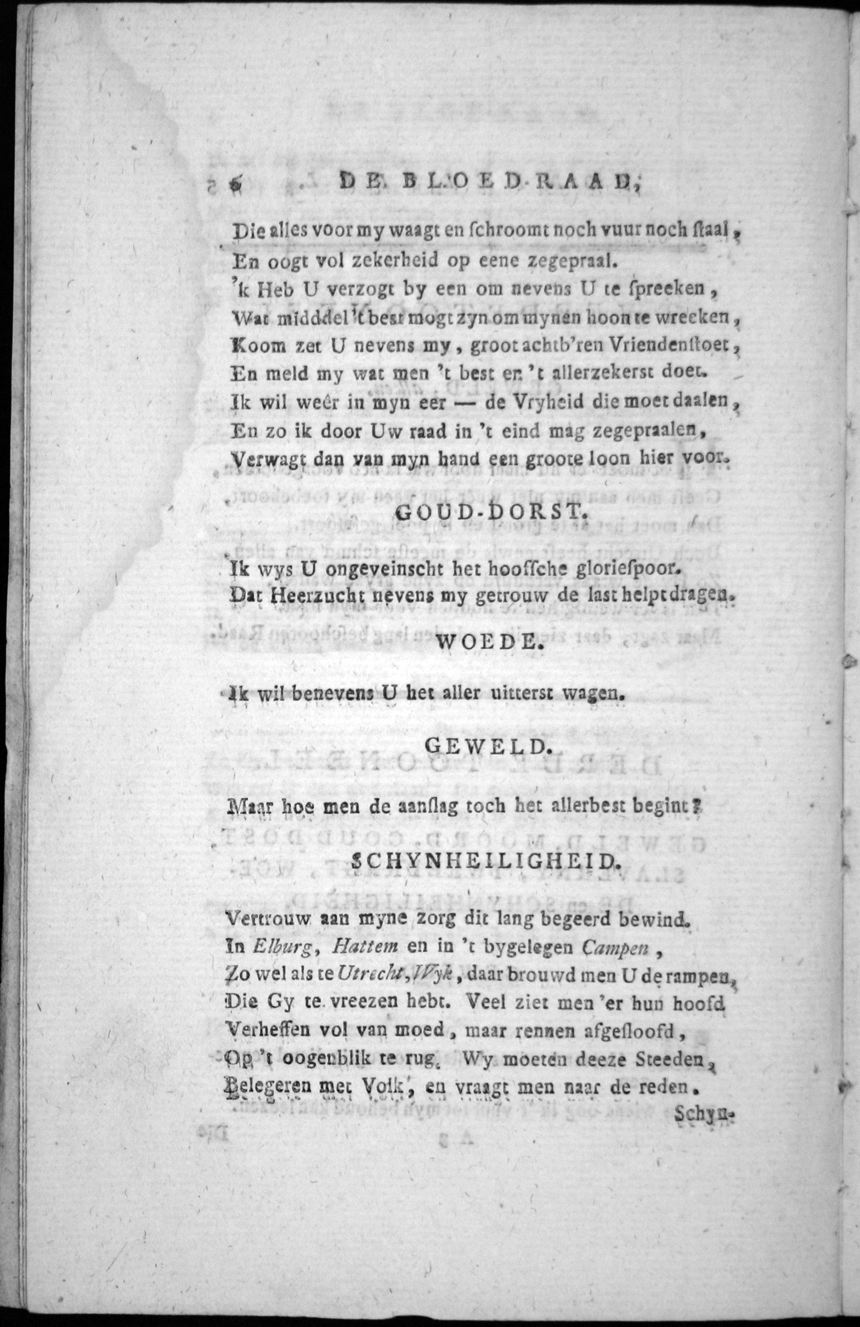 6 DE BLOEDRAAD,
Die alles voor my waagt en ſchroomt noch vuur noch ſtaal,
En oogt vol zekerheid op eene zegepraal.
'k Heb U verzogt by een om nevens U te ſpreeken,
Wat midddel 't best mogt zyn om mynen hoon te wreeken,
Koom zet U nevens my, groot achtb'ren Vriendenſtoet,
En meld my wat men 't best en 't allerzekerst doet.
Ik wil weêr in myn eer — de Vryheid die moet daalen,
En zo ik door Uw raad in 't eind mag zegepraalen,
Verwagt dan van myn hand een groote loon hier voor.
GOUD-DORST.
Ik wys U ongeveinscht het hooſſche glorieſpoor.
Dat Heerzucht nevens my getrouw de last helpt dragen.
WOEDE.
Ik wil benevens U het aller uitterst wagen.
GEWELD.
Maar hoe men de aanſlag toch het allerbest begint?
SCHYNHEILIGHEID.
Vertrouw aan myne zorg dit lang begeerd bewind.
In Elburg, Hattem en in 't bygelegen Campen,
Zo wel als te Utrecht, Wyk, daar brouwd men U de rampen,
Die Gy te vreezen hebt. Veel ziet men 'er hun hoofd
Verheffen vol van moed, maar rennen afgeſloofd,
Op 't oogenblik te rug. Wy moeten deeze Steeden,
Belegeren met Volk, en vraagt men naar de reden.
Schyn-